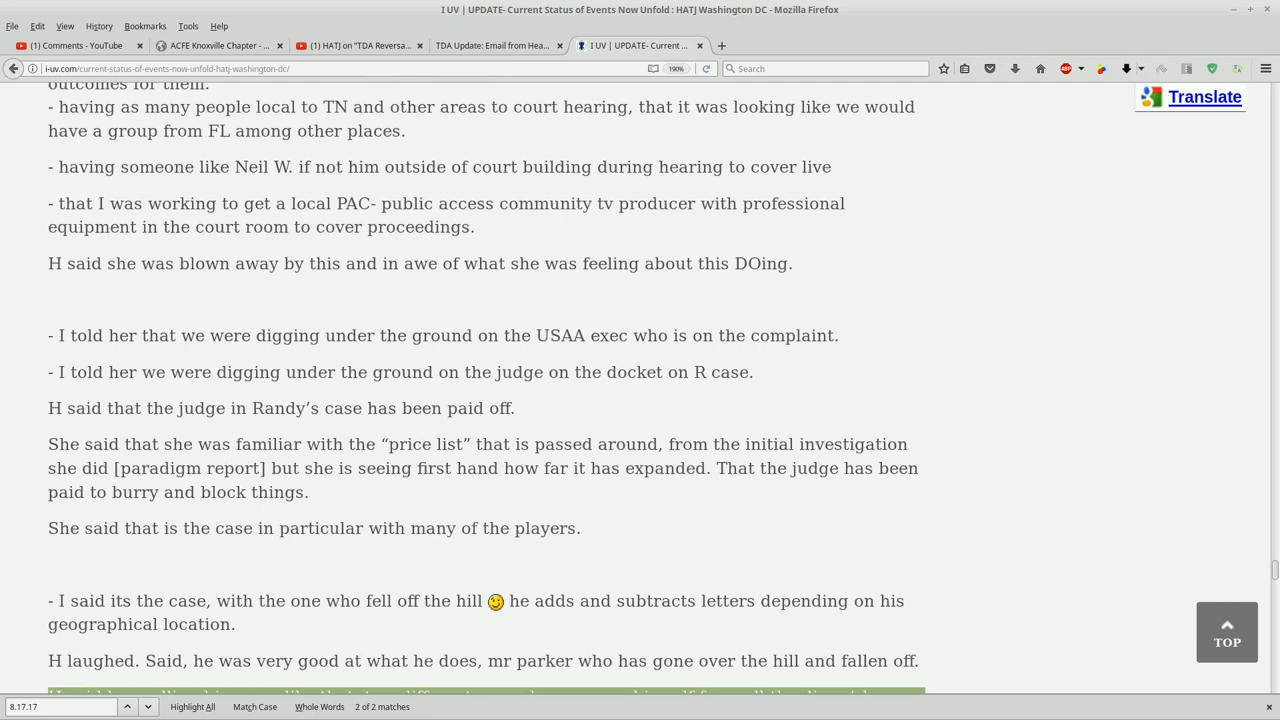 I UV | UPDATE- Current Status of Events Now Unfold : HATJ Washington DC - Mozilla Firefox
File Edit View History Bookmarks Tools Help
(1) Comments - YouTube
ACFE Knoxville Chapter - ...
(1) HATJ on "TDA Reversa...
TDA Update: Email from Hea...
I UV | UPDATE- Current ...
i-uv.com/current-status-of-events-now-unfold-hatj-washington-dc/
190%
Search
Translate
outcomes for them.
- having as many people local to TN and other areas to court hearing, that it was looking like we would
have a group from FL among other places.
- having someone like Neil W. if not him outside of court building during hearing to cover live
- that I was working to get a local PAC- public access community tv producer with professional
equipment in the court room to cover proceedings.
H said she was blown away by this and in awe of what she was feeling about this DOing.
- I told her that we were digging under the ground on the USAA exec who is on the complaint.
- I told her we were digging under the ground on the judge on the docket on R case.
H said that the judge in Randy’s case has been paid off.
She said that she was familiar with the “price list” that is passed around, from the initial investigation
she did [paradigm report] but she is seeing first hand how far it has expanded. That the judge has been
paid to burry and block things.
She said that is the case in particular with many of the players.
- I said its the case, with the one who fell off the hill he adds and subtracts letters depending on his
geographical location.
H laughed. Said, he was very good at what he does, mr parker who has gone over the hill and fallen off.
TOP
8.17.17
Highlight All Match Case Whole Words 2 of 2 matches